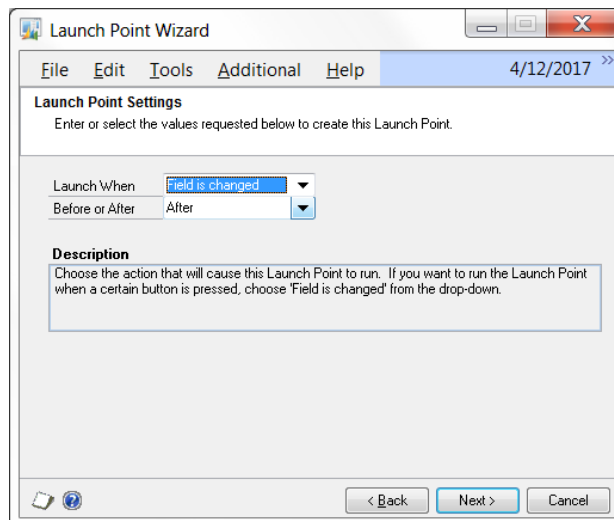 Launch Point Wizard
File Edit Tools Additional Help 4/12/2017 »
Launch Point Settings
Enter or select the values requested below to create this Launch Point.
Launch When Field is changed
Before or After After
Description
Choose the action that will cause this Launch Point to run. If you want to run the Launch Point
when a certain button is pressed, choose 'Field is changed' from the drop-down.
< Back Next > Cancel